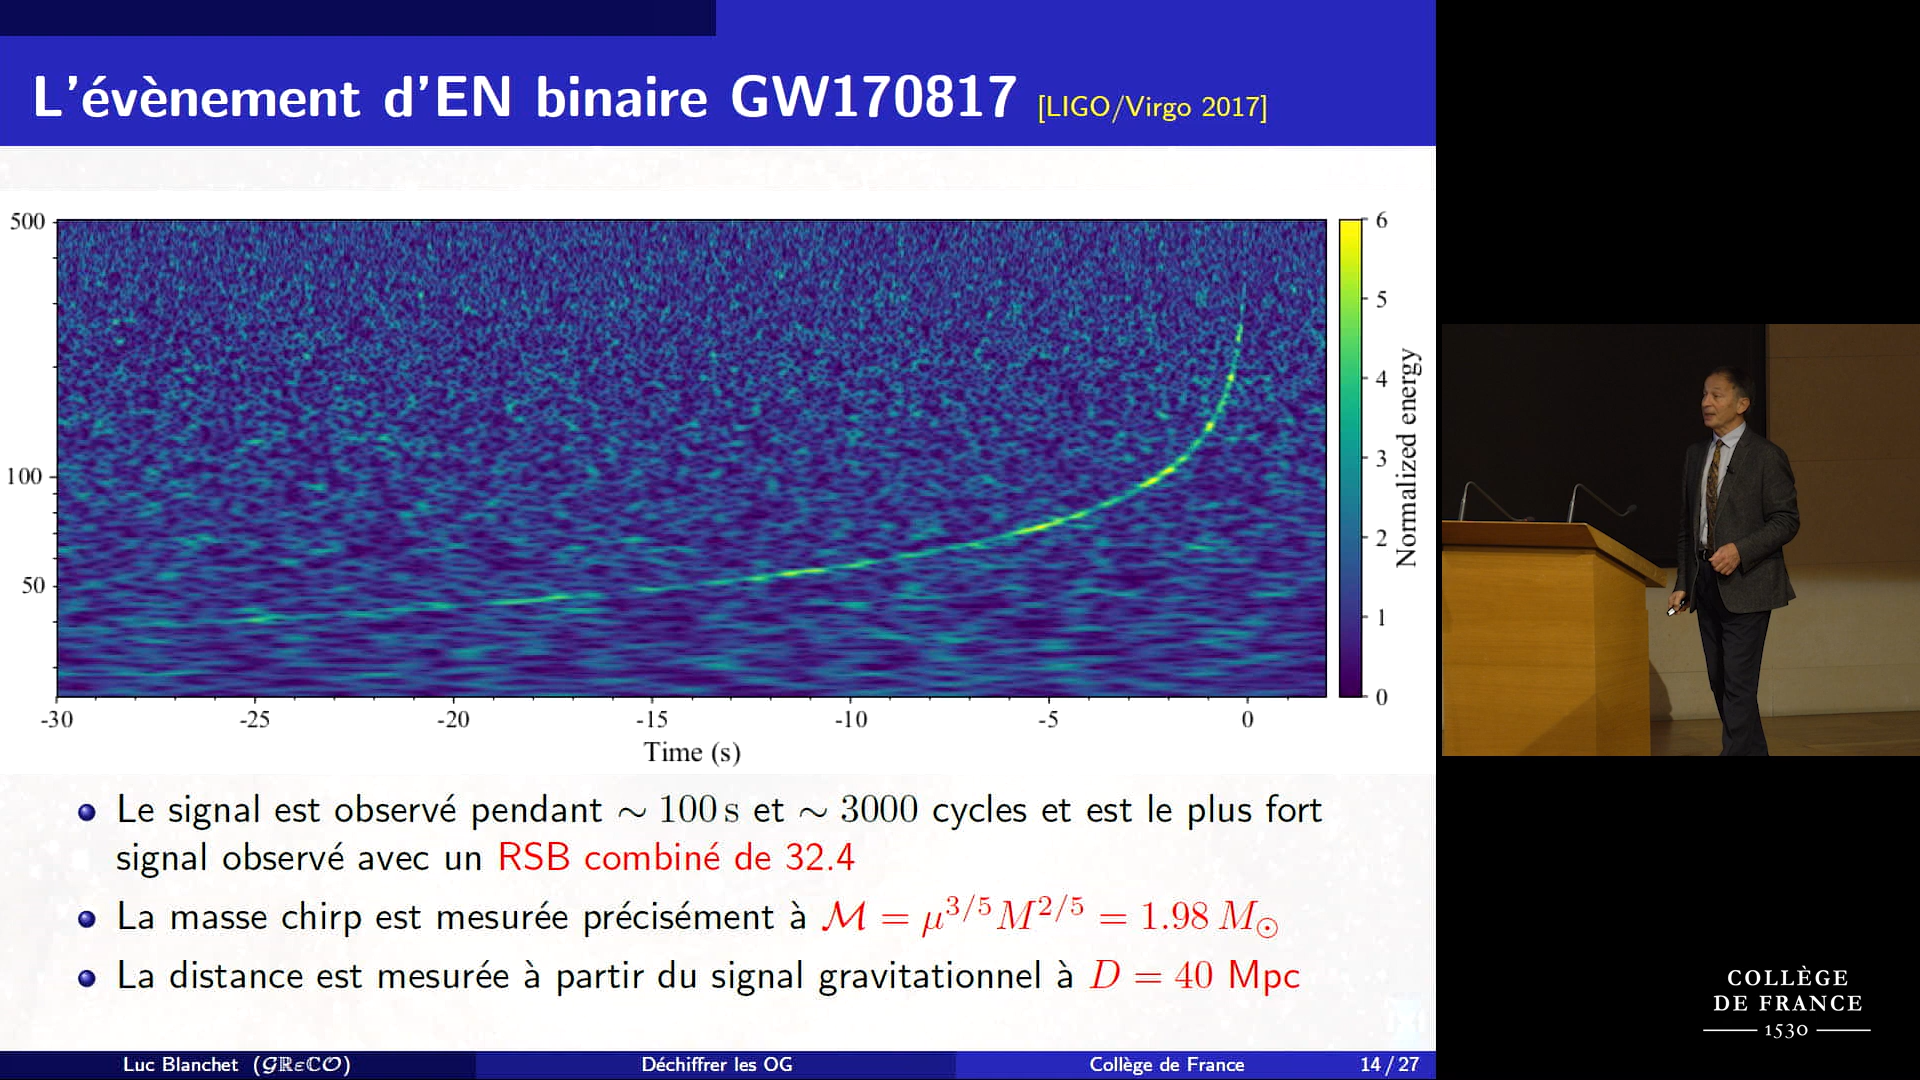 L'évènement d'EN binaire GW170817 [LIGO/Virgo 2017]
500
100
50
-30 -25 -20 -15 -10 -5 0
Time (s)
6
5
4
3
2
1
0
Normalized energy
Le signal est observé pendant ∼ 100 s et ∼ 3000 cycles et est le plus fort
signal observé avec un RSB combiné de 32.4
La masse chirp est mesurée précisément à ℳ = μ^{3/5} M^{2/5} = 1.98 M_⊙
La distance est mesurée à partir du signal gravitationnel à D = 40 Mpc
Luc Blanchet (𝒢ℝεℂ𝒪) Déchiffrer les OG Collège de France 14 / 27
COLLÈGE
DE FRANCE
1530